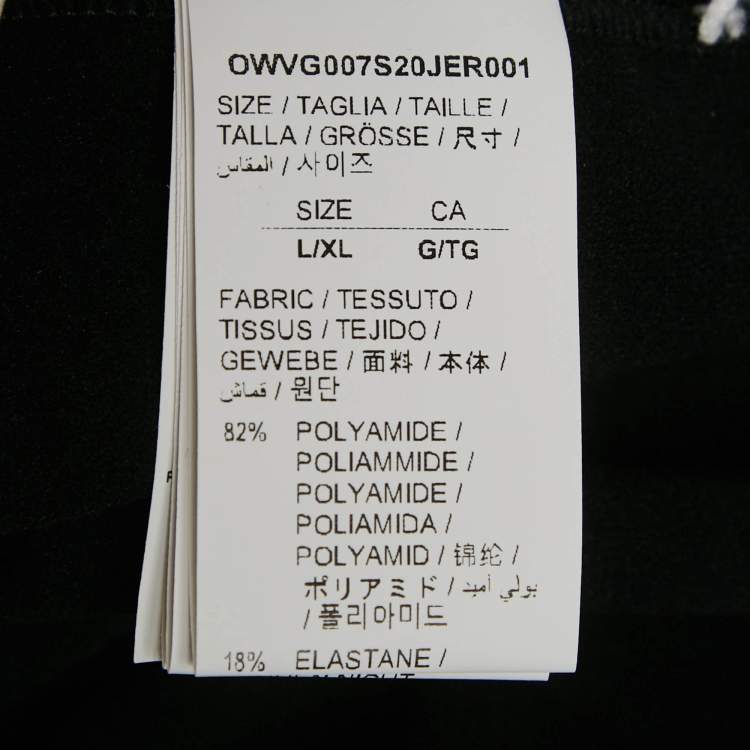 OWVG007S20JER001
SIZE / TAGLIA / TAILLE /
TALLA / GRÖSSE / 尺寸 /
المقاس / 사이즈
SIZE CA
L/XL G/TG
FABRIC / TESSUTO /
TISSUS / TEJIDO /
GEWEBE / 面料 / 本体 /
قماش / 원단
82% POLYAMIDE /
POLIAMMIDE /
POLYAMIDE /
POLIAMIDA /
POLYAMID / 锦纶 /
ポリアミド / بولي أميد
/ 폴리아미드
18% ELASTANE /